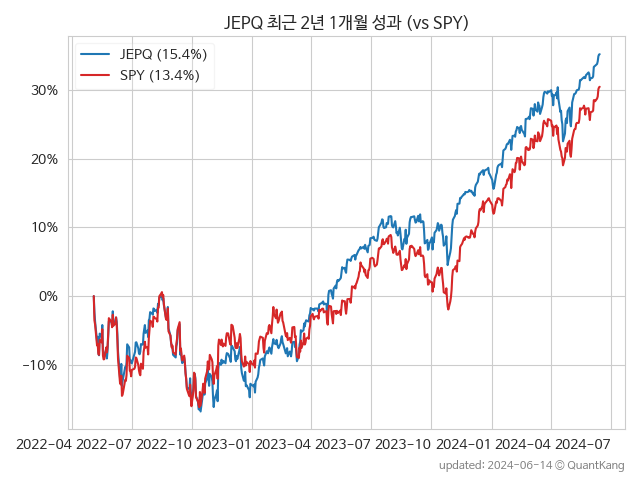 JEPQ 최근 2년 1개월 성과 (vs SPY)
JEPQ (15.4%)
SPY (13.4%)
30%
20%
10%
0%
−10%
2022-04 2022-07 2022-10 2023-01 2023-04 2023-07 2023-10 2024-01 2024-04 2024-07
updated: 2024-06-14 © QuantKang